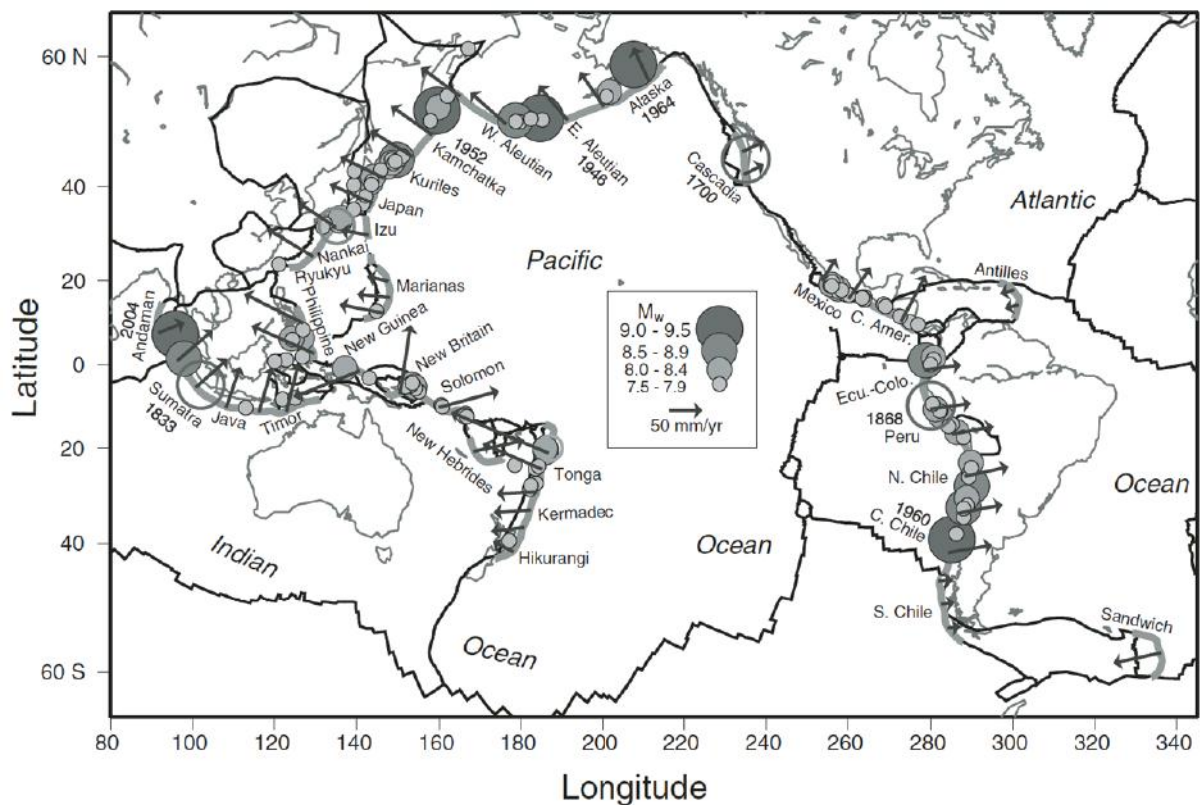 60 N
40
20
0
20
40
60 S
Latitude
80 100 120 140 160 180 200 220 240 260 280 300 320 340
Longitude
Alaska
1964
E. Aleutian
1946
W. Aleutian
Kamchatka
1952
Kuriles
Japan
Izu
Nankai
Ryukyu
Marianas
Philippine
New Guinea
New Britain
Solomon
2004
Andaman
Sumatra
1833
Java
Timor
New Hebrides
Tonga
Kermadec
Hikurangi
Cascadia
1700
Mexico
C. Amer.
Antilles
Ecu.-Colo.
1868
Peru
N. Chile
1960
C. Chile
S. Chile
Sandwich
Pacific
Ocean
Atlantic
Ocean
Indian
Ocean
Mw
9.0 - 9.5
8.5 - 8.9
8.0 - 8.4
7.5 - 7.9
50 mm/yr